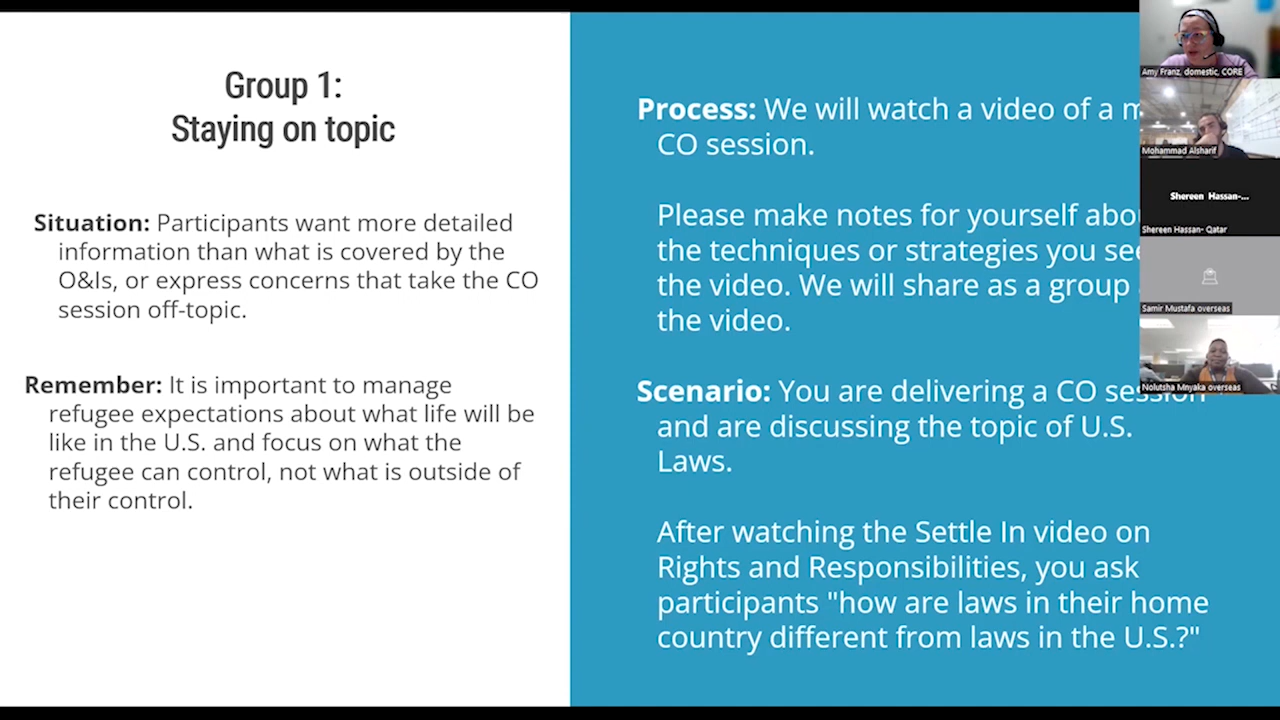 Group 1:
Staying on topic
Situation: Participants want more detailed
information than what is covered by the
O&Is, or express concerns that take the CO
session off-topic.
Remember: It is important to manage
refugee expectations about what life will be
like in the U.S. and focus on what the
refugee can control, not what is outside of
their control.
Process: We will watch a video of a m
CO session.
Please make notes for yourself abou
the techniques or strategies you see
the video. We will share as a group
the video.
Scenario: You are delivering a CO session
and are discussing the topic of U.S.
Laws.
After watching the Settle In video on
Rights and Responsibilities, you ask
participants "how are laws in their home
country different from laws in the U.S.?"
Amy Franz, domestic, CORE
Mohammad Alsharif
Shereen Hassan-...
Shereen Hassan- Qatar
Samir Mustafa overseas
Nolutsha Mnyaka overseas